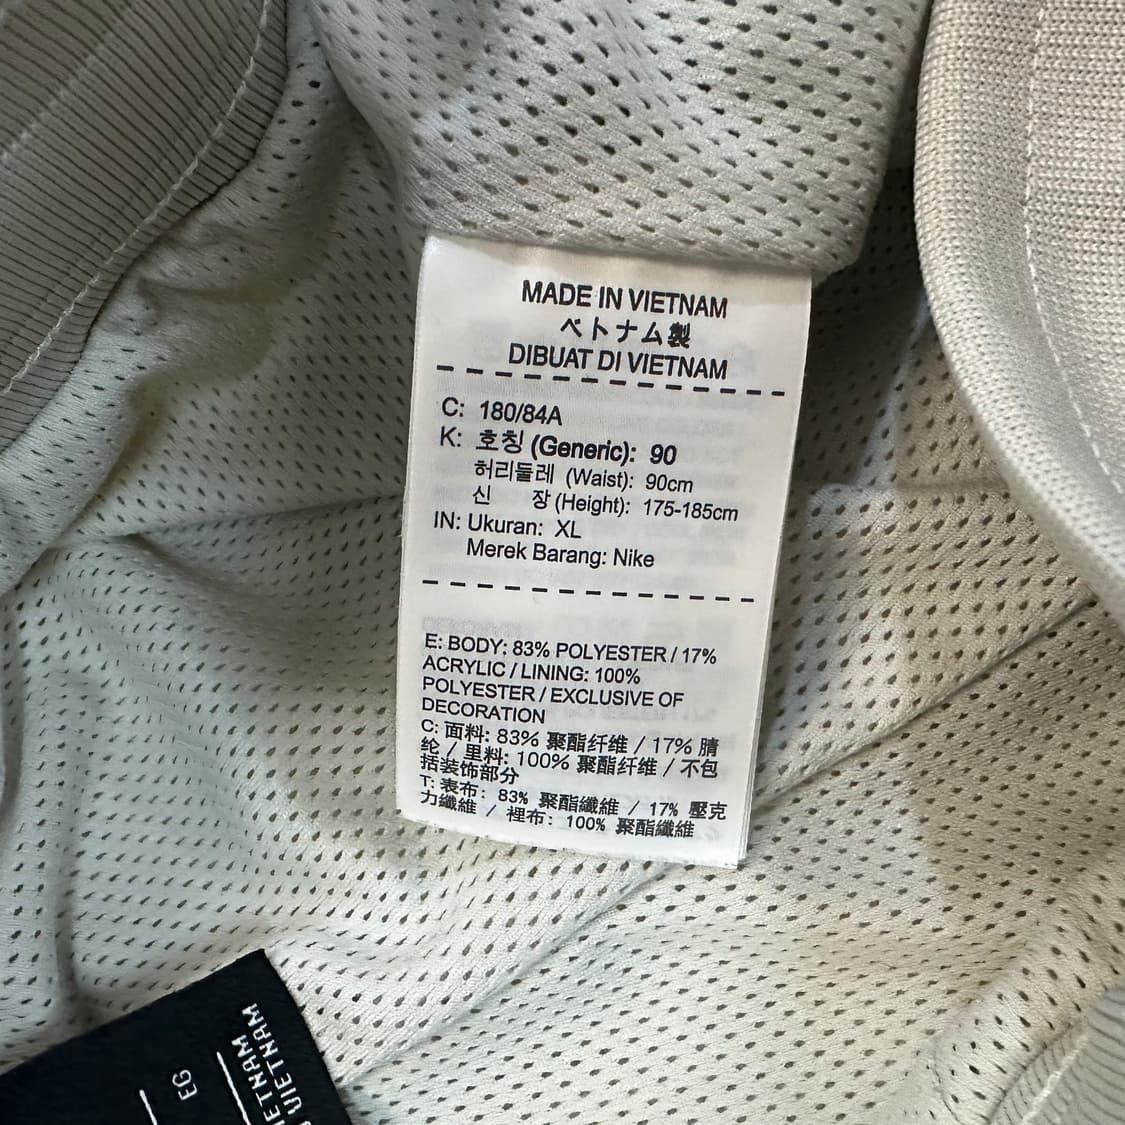 MADE IN VIETNAM
ベトナム製
DIBUAT DI VIETNAM
C: 180/84A
K: 호칭 (Generic): 90
허리둘레 (Waist): 90cm
신 장 (Height): 175-185cm
IN: Ukuran: XL
Merek Barang: Nike
E: BODY: 83% POLYESTER / 17%
ACRYLIC / LINING: 100%
POLYESTER / EXCLUSIVE OF
DECORATION
C: 面料: 83% 聚酯纤维 / 17% 腈
纶 / 里料: 100% 聚酯纤维 / 不包
括装饰部分
T: 表布: 83% 聚酯纖維 / 17% 壓克
力纖維 / 裡布: 100% 聚酯纖維
EG
VIETNAM
VIETNAM